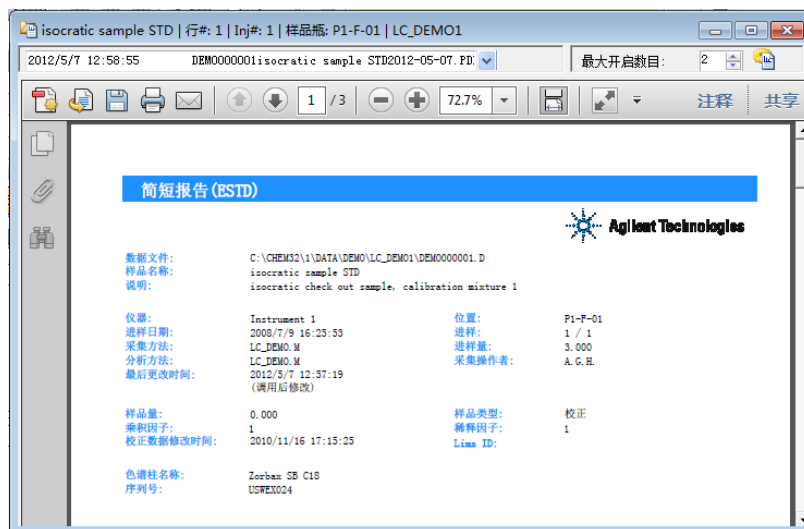 isocratic sample STD | 行#: 1 | Inj#: 1 | 样品瓶: P1-F-01 | LC_DEMO1
2012/5/7 12:58:55 DEMO0000001isocratic sample STD2012-05-07.PD 最大开启数目: 2
1 /3 72.7% 注释 共享
简短报告(ESTD)
Agilent Technologies
数据文件: C:\CHEM32\1\DATA\DEMO\LC_DEMO1\DEMO000001.D
样品名称: isocratic sample STD
说明: isocratic check out sample, calibration mixture 1
仪器: Instrument 1 位置: P1-F-01
进样日期: 2008/7/9 16:25:53 进样: 1 / 1
采集方法: LC_DEMO.M 进样量: 3.000
分析方法: LC_DEMO.M 采集操作者: A.G.H.
最后更改时间: 2012/5/7 12:57:19
(调用后修改)
样品量: 0.000 样品类型: 校正
乘积因子: 1 稀释因子: 1
校正数据修改时间: 2010/11/16 17:15:25 Lims ID:
色谱柱名称: Zorbax SB C18
序列号: USWEX024